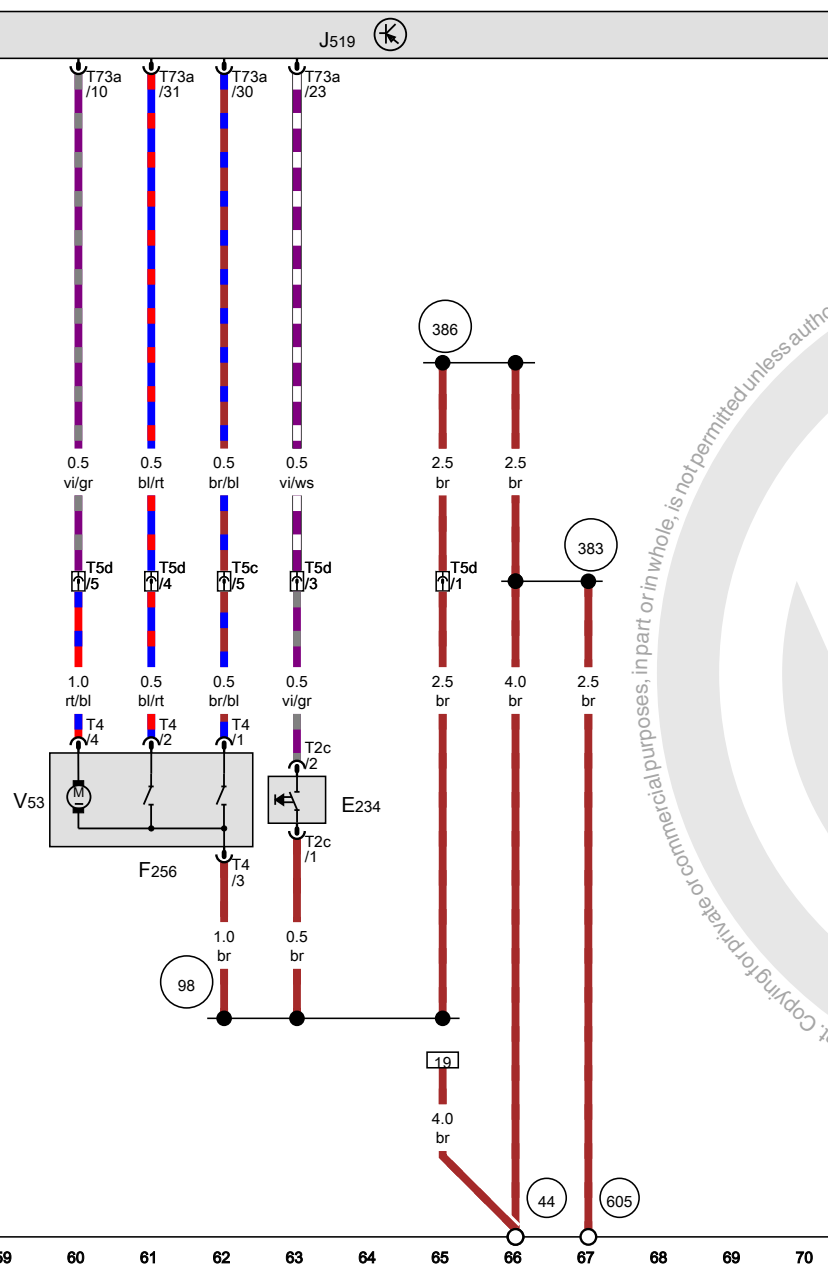 J519
T73a
/10
T73a
/31
T73a
/30
T73a
/23
386
0.5
vi/gr
0.5
bl/rt
0.5
br/bl
0.5
vi/ws
2.5
br
2.5
br
383
T5d
/5
T5d
/4
T5c
/5
T5d
/3
T5d
/1
1.0
rt/bl
0.5
bl/rt
0.5
br/bl
0.5
vi/gr
2.5
br
4.0
br
2.5
br
T4
/4
T4
/2
T4
/1
T2c
/2
V53
M
E234
F256
T4
/3
T2c
/1
1.0
br
0.5
br
98
19
4.0
br
44
605
59 60 61 62 63 64 65 66 67 68 69 70
commercial purposes, in part or in whole, is not permitted unless autho
t. Copying for private or